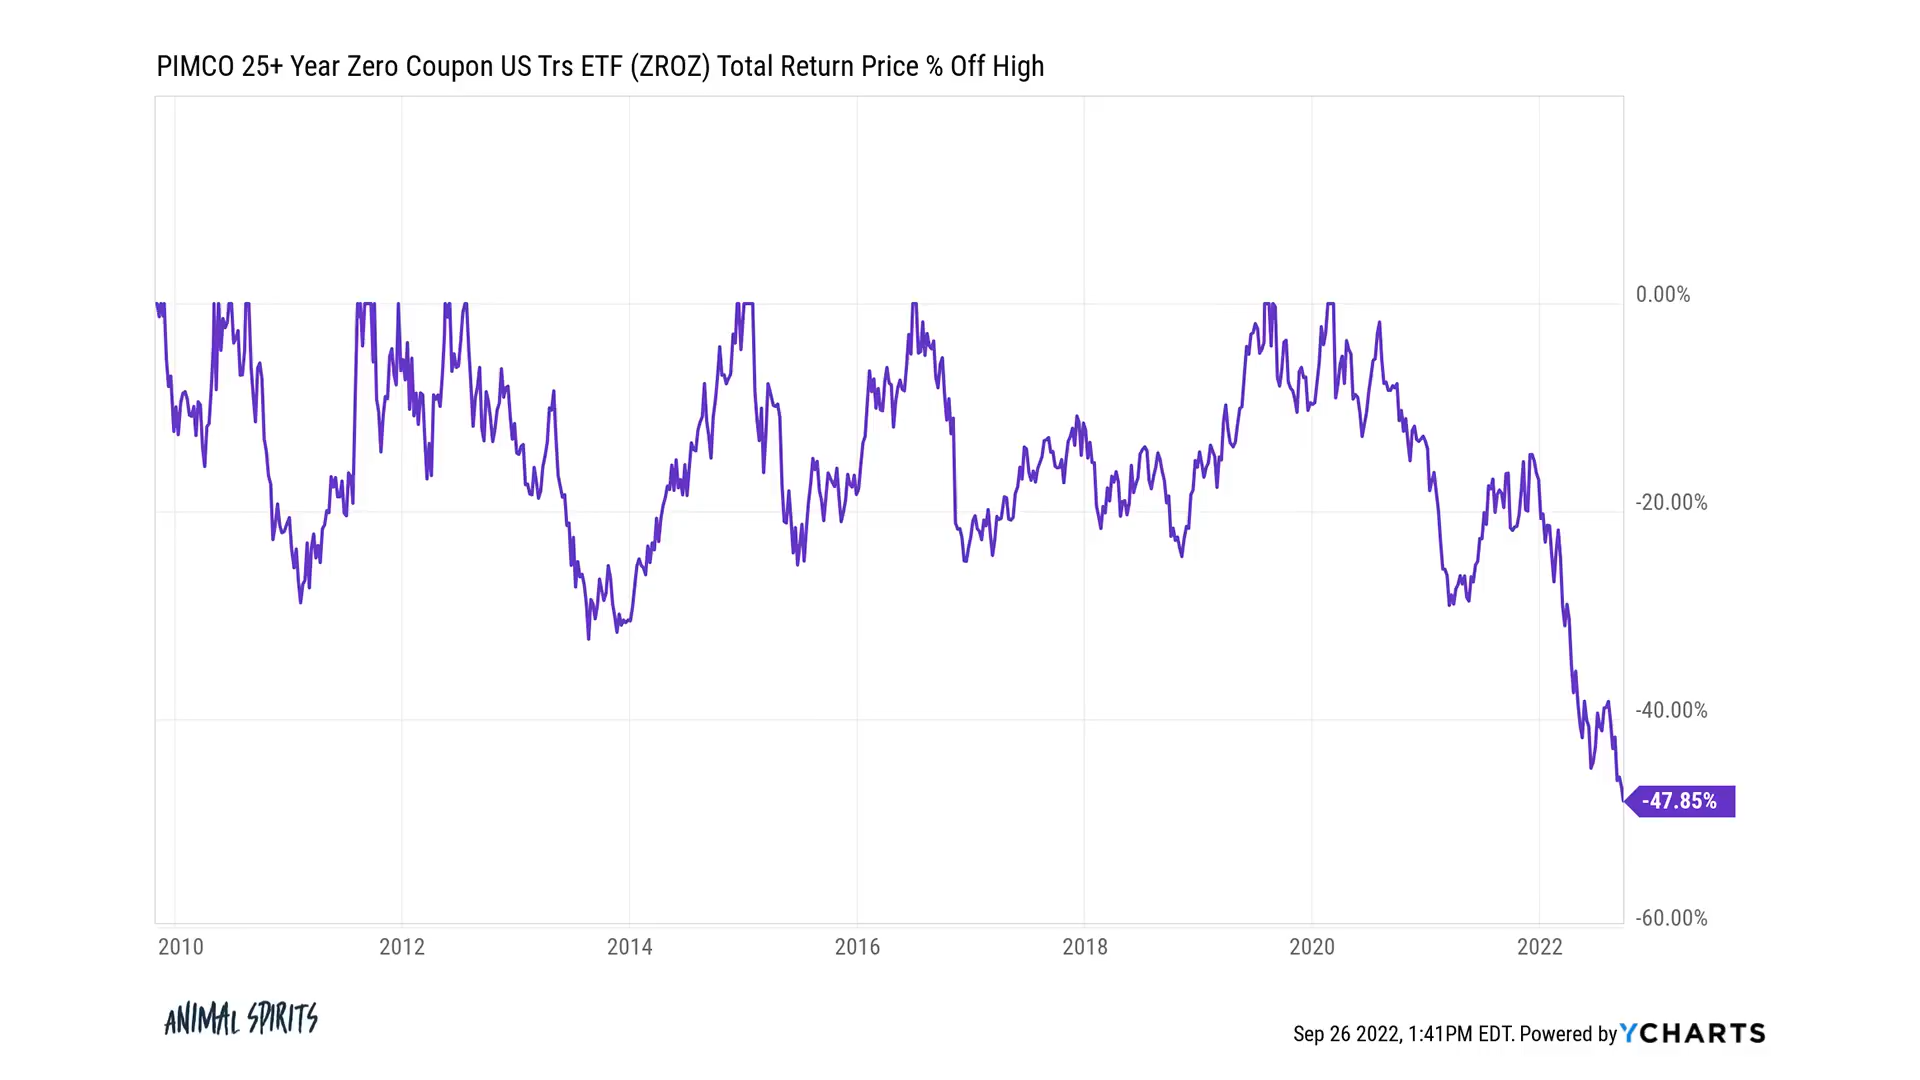 PIMCO 25+ Year Zero Coupon US Trs ETF (ZROZ) Total Return Price % Off High
0.00%
-20.00%
-40.00%
-47.85%
-60.00%
2010 2012 2014 2016 2018 2020 2022
ANIMAL SPIRITS
Sep 26 2022, 1:41PM EDT. Powered by YCHARTS